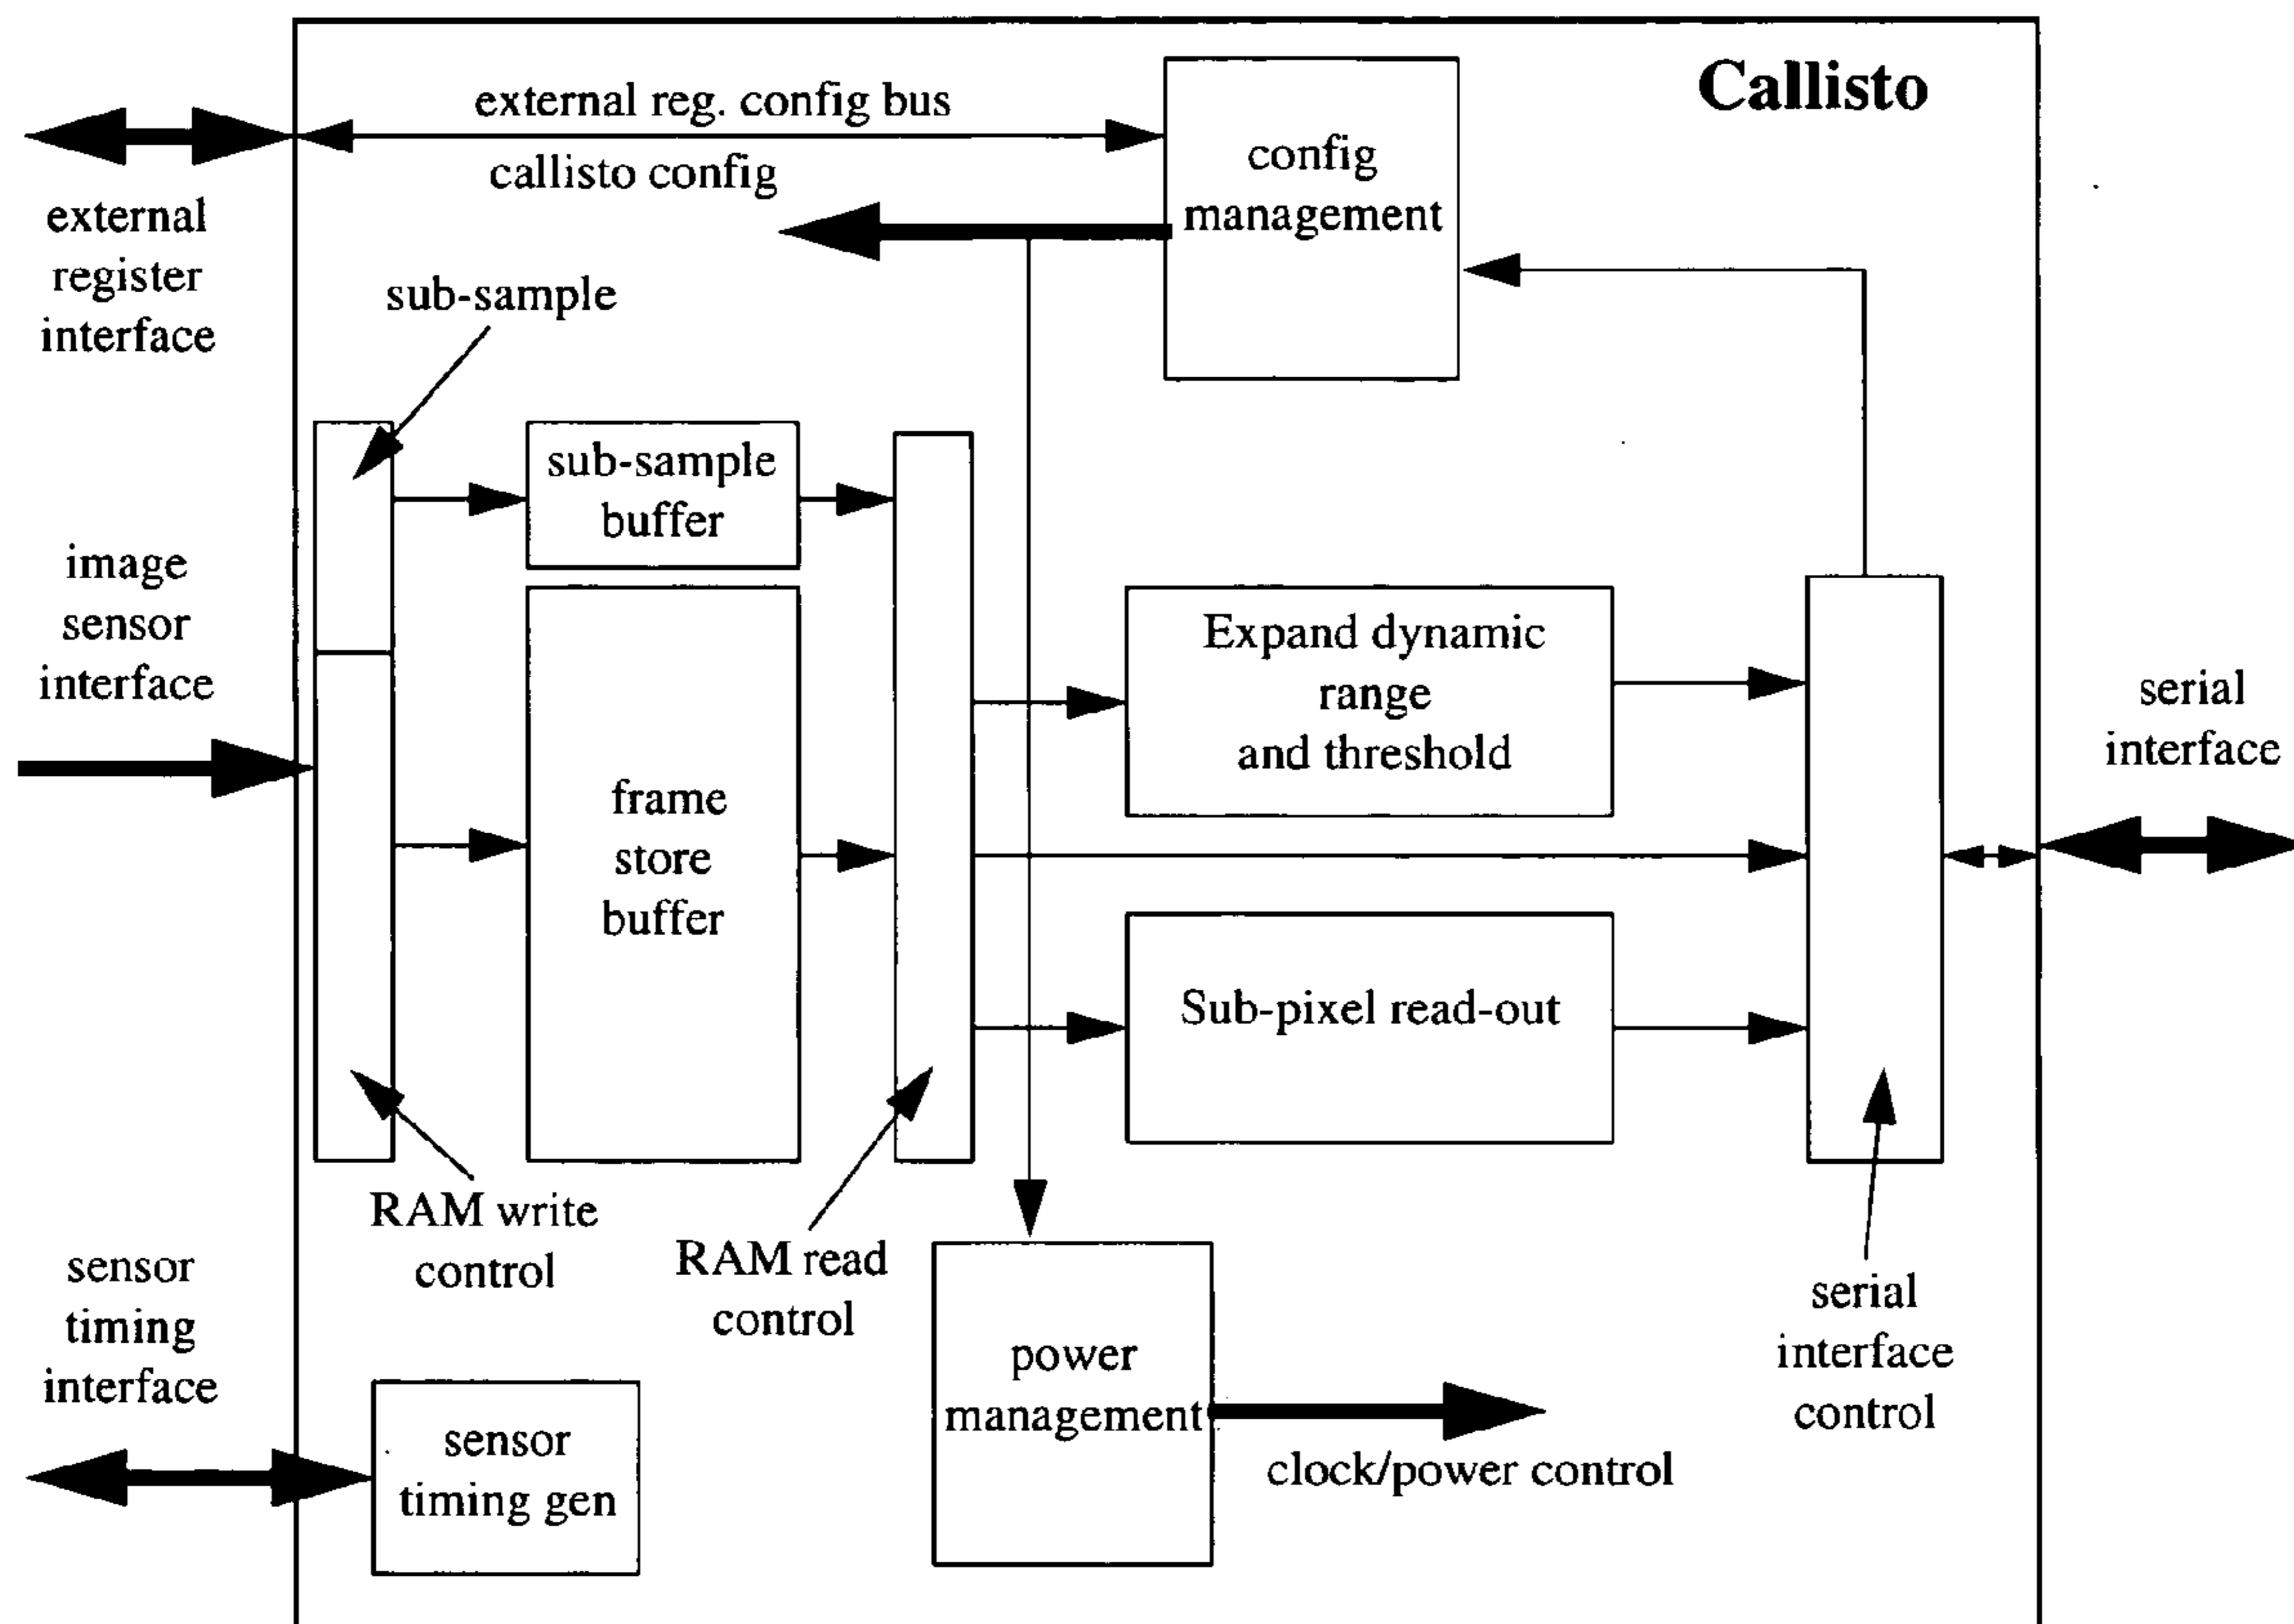 Callisto
external reg. config bus
callisto config
config
management
external
register
interface
sub-sample
sub-sample
buffer
image
sensor
interface
Expand dynamic
range
and threshold
serial
interface
frame
store
buffer
Sub-pixel read-out
RAM write
control
RAM read
control
sensor
timing
interface
serial
interface
control
power
management
clock/power control
sensor
timing gen